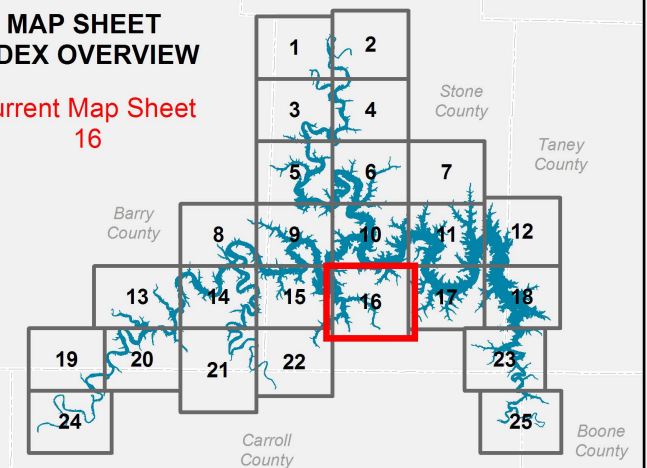 MAP SHEET
DEX OVERVIEW
urrent Map Sheet
16
1
2
Stone
County
3
4
Taney
County
5
6
7
Barry
County
8
9
10
11
12
13
14
15
16
17
18
19
20
21
22
23
24
25
Carroll
County
Boone
County